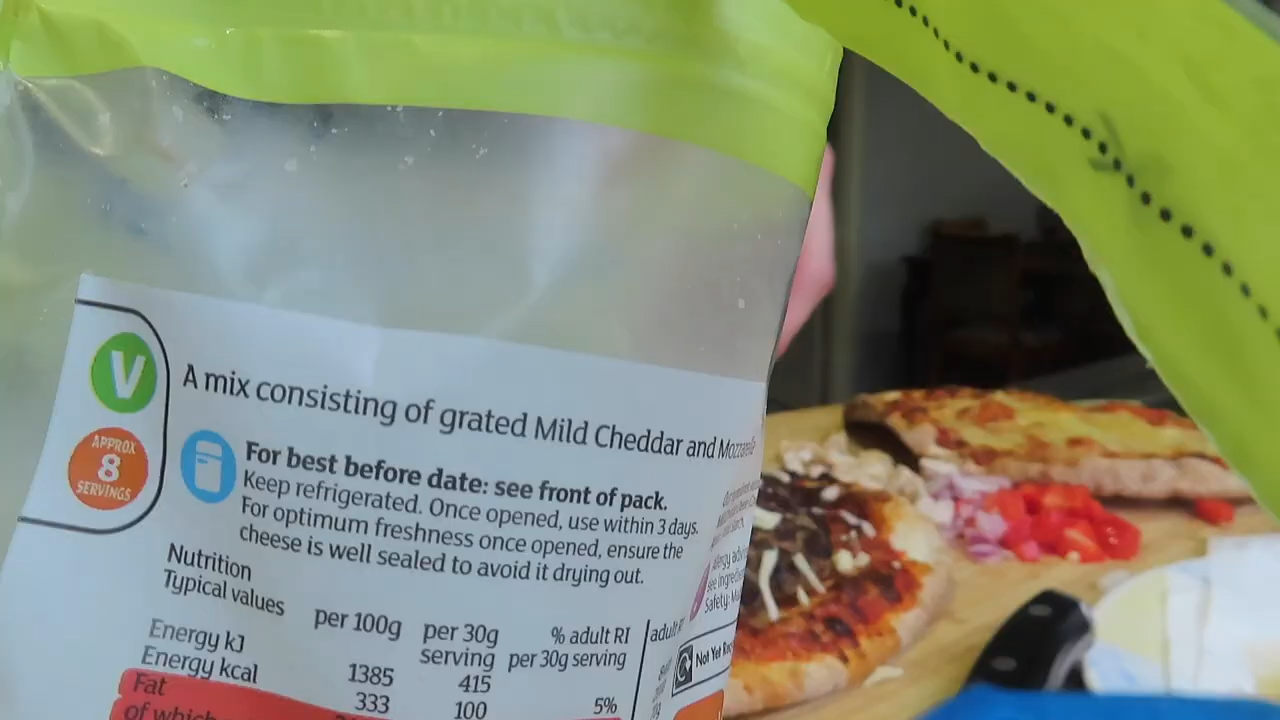 V
APPROX
8
SERVINGS
A mix consisting of grated Mild Cheddar and Mozzarella
For best before date: see front of pack.
Keep refrigerated. Once opened, use within 3 days.
For optimum freshness once opened, ensure the
cheese is well sealed to avoid it drying out.
Nutrition
Typical values per 100g per 30g serving % adult RI per 30g serving
Energy kJ 1385 415
Energy kcal 333 100 5%
Fat
of which
adult
Safety:
Not Yet